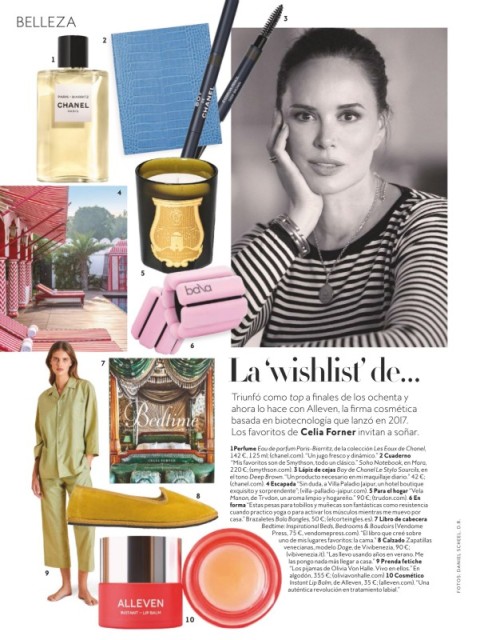 BELLEZA
1
2
3
PARIS - BIARRITZ
CHANEL
PARIS
CHANEL
4
5
bala
6
La 'wishlist' de...
Triunfó como top a finales de los ochenta y
ahora lo hace con Alleven, la firma cosmética
basada en biotecnología que lanzó en 2017.
Los favoritos de Celia Forner invitan a soñar.
7
Bedtime
CELIA FORNER
8
9
ALLEVEN
INSTANT • LIP BALM
10
1 Perfume Eau de parfum Paris-Biarritz, de la colección Les Eaux de Chanel,
142 €, 125 ml; (chanel.com). "Un jugo fresco y dinámico." 2 Cuaderno
"Mis favoritos son de Smythson, todo un clásico." Soho Notebook, en Mara,
220 €; (smythson.com). 3 Lápiz de cejas Boy de Chanel Le Stylo Sourcils, en
el tono Deep Brown. "Un producto necesario en mi maquillaje diario." 42 €;
(chanel.com). 4 Escapada "Sin duda, a Villa Palladio Jaipur, un hotel boutique
exquisito y sorprendente"; (villa-palladio-jaipur.com). 5 Para el hogar "Vela
Maxon, de Trvdon, un aroma limpio y hogareño." 90 €; (trudon.com). 6 En
forma "Estas pesas para tobillos y muñecas son fantásticas como resistencia
cuando practico yoga o para activar los músculos mientras me muevo por
casa." Brazaletes Bala Bangles, 50 €; (elcorteingles.es). 7 Libro de cabecera
Bedtime: Inspirational Beds, Bedrooms & Boudoirs (Vendome
Press, 75 €, vendomepress.com). "El libro que creé sobre
uno de mis lugares favoritos: la cama." 8 Calzado Zapatillas
venecianas, modelo Doge, de Vibivenezia, 90 €;
(vibivenezia.it). "Las llevo usando años en verano. Me
las pongo nada más llegar a casa." 9 Prenda fetiche
"Los pijamas de Olivia Von Halle. Vivo en ellos." En
algodón, 355 €; (oliviavonhalle.com) 10 Cosmética
Instant Lip Balm, de Alleven, 35 €; (alleven.com). "Una
auténtica revolución en tratamiento labial."
FOTOS: DANIEL SCHEEL, D.R.